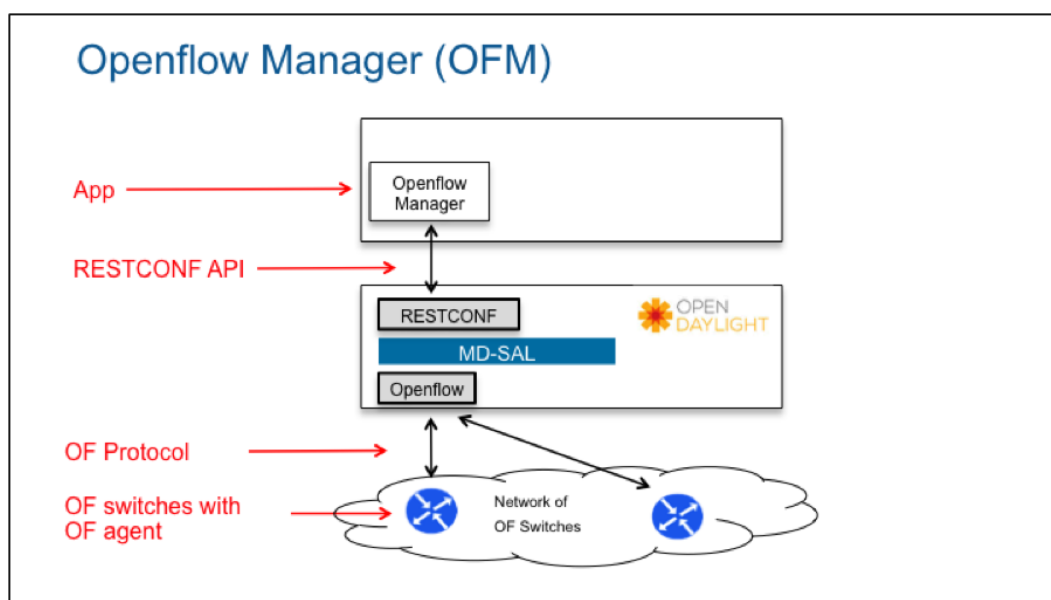 Openflow Manager (OFM)
App
Openflow
Manager
RESTCONF API
RESTCONF
OPEN
DAYLIGHT
MD-SAL
Openflow
OF Protocol
OF switches with
OF agent
Network of
OF Switches